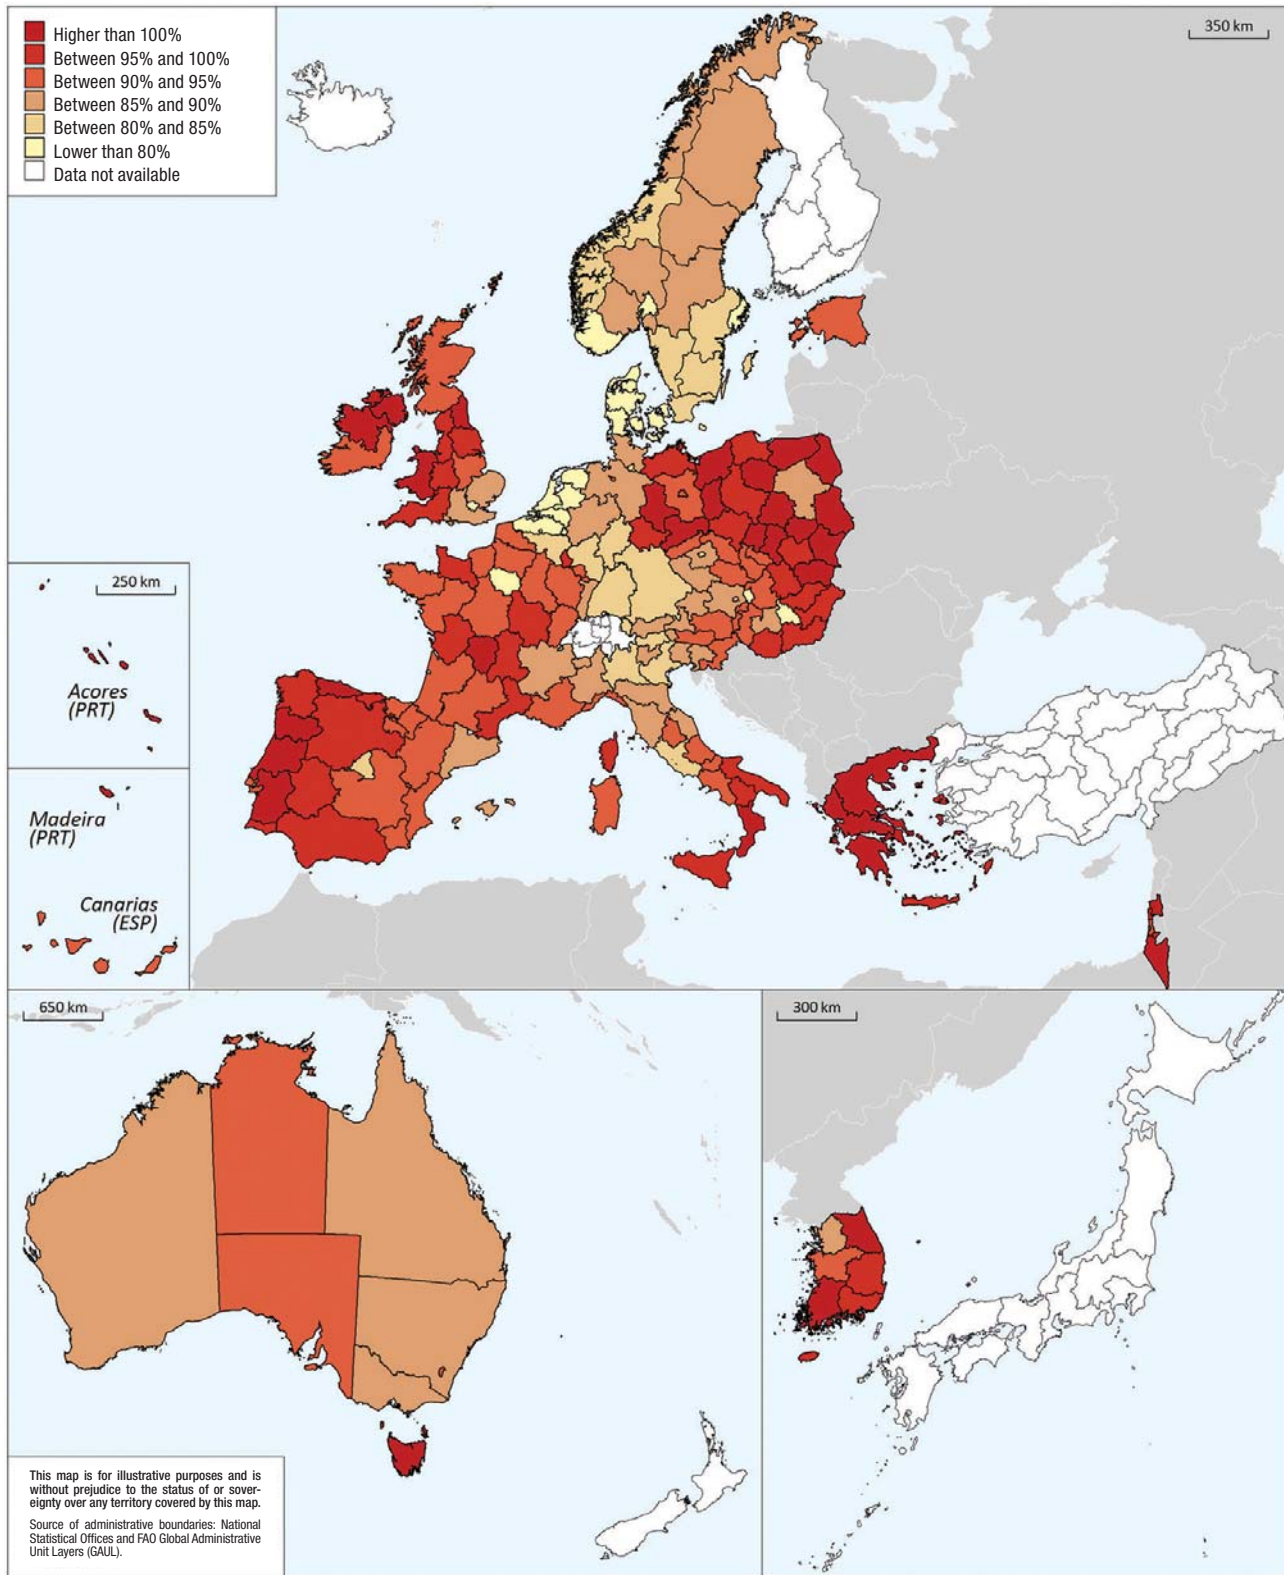 Higher than 100%
Between 95% and 100%
Between 90% and 95%
Between 85% and 90%
Between 80% and 85%
Lower than 80%
Data not available
350 km
250 km
Acores
(PRT)
Madeira
(PRT)
Canarias
(ESP)
650 km
300 km
This map is for illustrative purposes and is
without prejudice to the status of or sover-
eignty over any territory covered by this map.
Source of administrative boundaries: National
Statistical Offices and FAO Global Administrative
Unit Layers (GAUL).